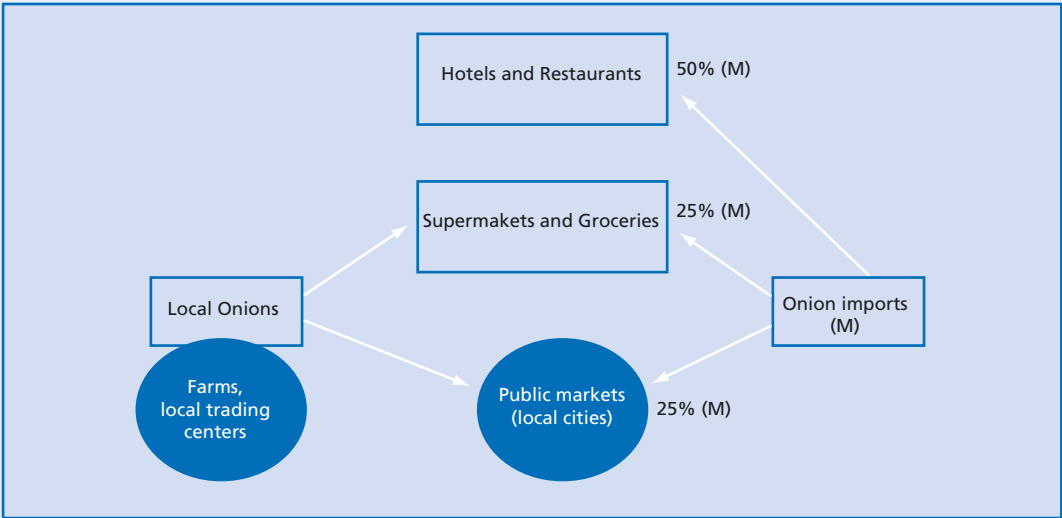 Hotels and Restaurants
50% (M)
Supermakets and Groceries
25% (M)
Local Onions
Onion imports
(M)
Farms,
local trading
centers
Public markets
(local cities)
25% (M)